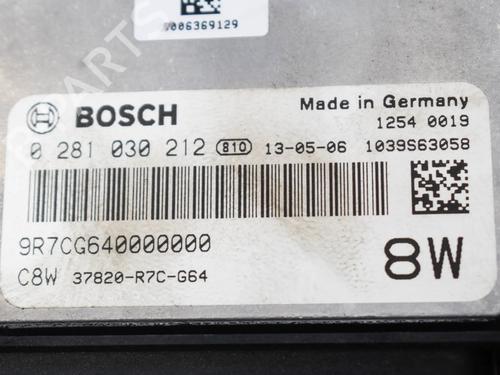 7006369129
BOSCH
Made in Germany
1254 0019
0 281 030 212 810 13-05-06 1039S63058
9R7CG640000000
8W
C8W 37820-R7C-G64